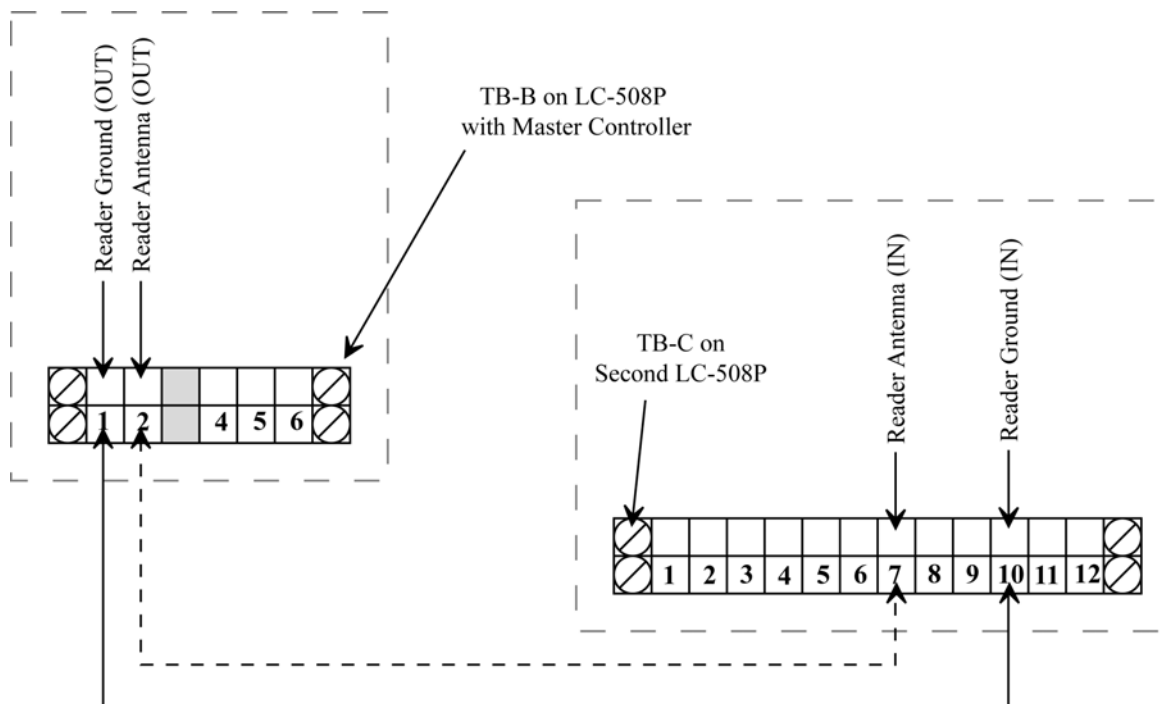 Reader Ground (OUT)
Reader Antenna (OUT)
TB-B on LC-508P
with Master Controller
1 2 4 5 6
Reader Antenna (IN)
Reader Ground (IN)
TB-C on
Second LC-508P
1 2 3 4 5 6 7 8 9 10 11 12